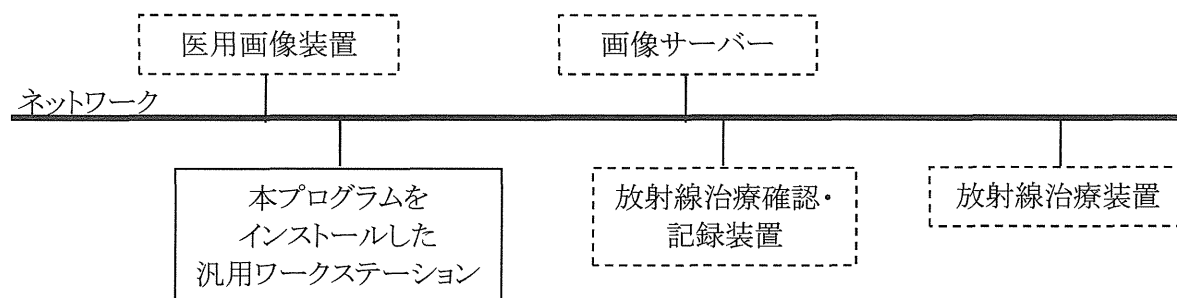 医用画像装置
画像サーバー
ネットワーク
本プログラムを
インストールした
汎用ワークステーション
放射線治療確認・
記録装置
放射線治療装置